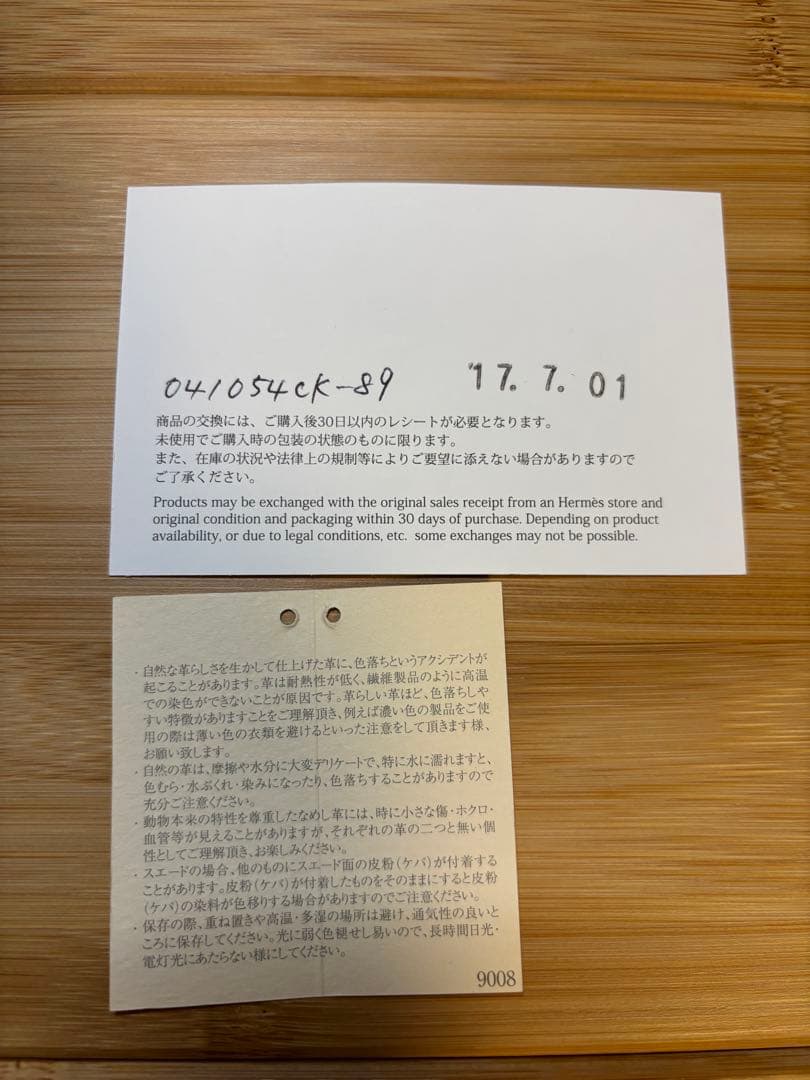 041054CK-89 '17. 7. 01
商品の交換には、ご購入後30日以内のレシートが必要となります。
未使用でご購入時の包装の状態のものに限ります。
また、在庫の状況や法律上の規制等によりご要望に添えない場合がありますので
ご了承ください。
Products may be exchanged with the original sales receipt from an Hermès store and
original condition and packaging within 30 days of purchase. Depending on product
availability, or due to legal conditions, etc. some exchanges may not be possible.
・自然な革らしさを生かして仕上げた革に、色落ちというアクシデントが
起こることがあります。革は耐熱性が低く、繊維製品のように高温
での染色ができないことが原因です。革らしい革ほど、色落ちしや
すい特徴がありますことをご理解頂き、例えば濃い色の製品をご使
用の際は薄い色の衣類を避けるといった注意をして頂きます様、
お願い致します。
・自然の革は、摩擦や水分に大変デリケートで、特に水に濡れますと、
色むら・水ぶくれ・染みになったり、色落ちすることがありますので
充分ご注意ください。
・動物本来の特性を尊重したなめし革には、時に小さな傷・ホクロ・
血管等が見えることがありますが、それぞれの革の二つと無い個
性としてご理解頂き、お楽しみください。
・スエードの場合、他のものにスエード面の皮粉(ケバ)が付着する
ことがあります。皮粉(ケバ)が付着したものをそのままにすると皮粉
(ケバ)の染料が色移りする場合がありますのでご注意ください。
・保存の際、重ね置きや高温・多湿の場所は避け、通気性の良いと
ころに保存してください。光に弱く色褪せし易いので、長時間日光・
電灯光にあたらない様にしてください。
9008